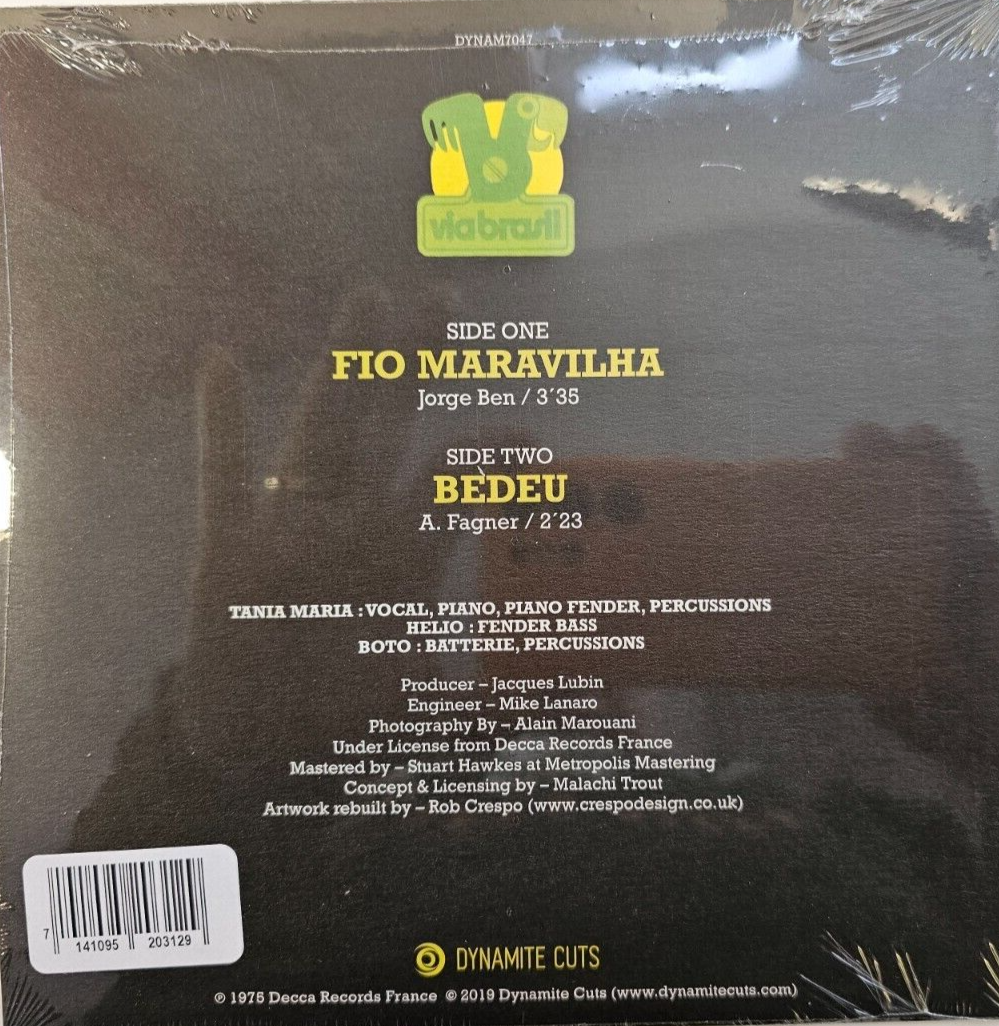 DYNAM7047
viabrasil
SIDE ONE
FIO MARAVILHA
Jorge Ben / 3´35
SIDE TWO
BEDEU
A. Fagner / 2´23
TANIA MARIA : VOCAL, PIANO, PIANO FENDER, PERCUSSIONS
HELIO : FENDER BASS
BOTO : BATTERIE, PERCUSSIONS
Producer – Jacques Lubin
Engineer – Mike Lanaro
Photography By – Alain Marouani
Under License from Decca Records France
Mastered by – Stuart Hawkes at Metropolis Mastering
Concept & Licensing by – Malachi Trout
Artwork rebuilt by – Rob Crespo (www.crespodesign.co.uk)
7 141095 203129
DYNAMITE CUTS
℗ 1975 Decca Records France © 2019 Dynamite Cuts (www.dynamitecuts.com)